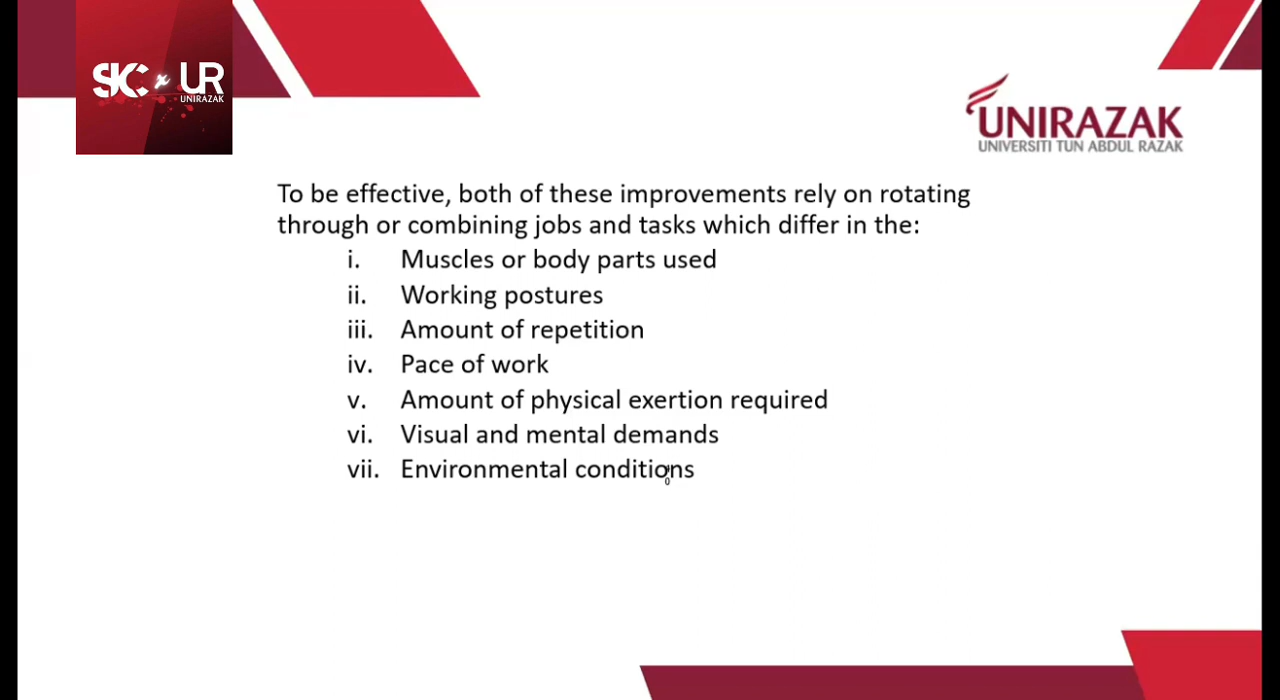 SIC x UR
UNIRAZAK
UNIRAZAK
UNIVERSITI TUN ABDUL RAZAK
To be effective, both of these improvements rely on rotating
through or combining jobs and tasks which differ in the:
i. Muscles or body parts used
ii. Working postures
iii. Amount of repetition
iv. Pace of work
v. Amount of physical exertion required
vi. Visual and mental demands
vii. Environmental conditions